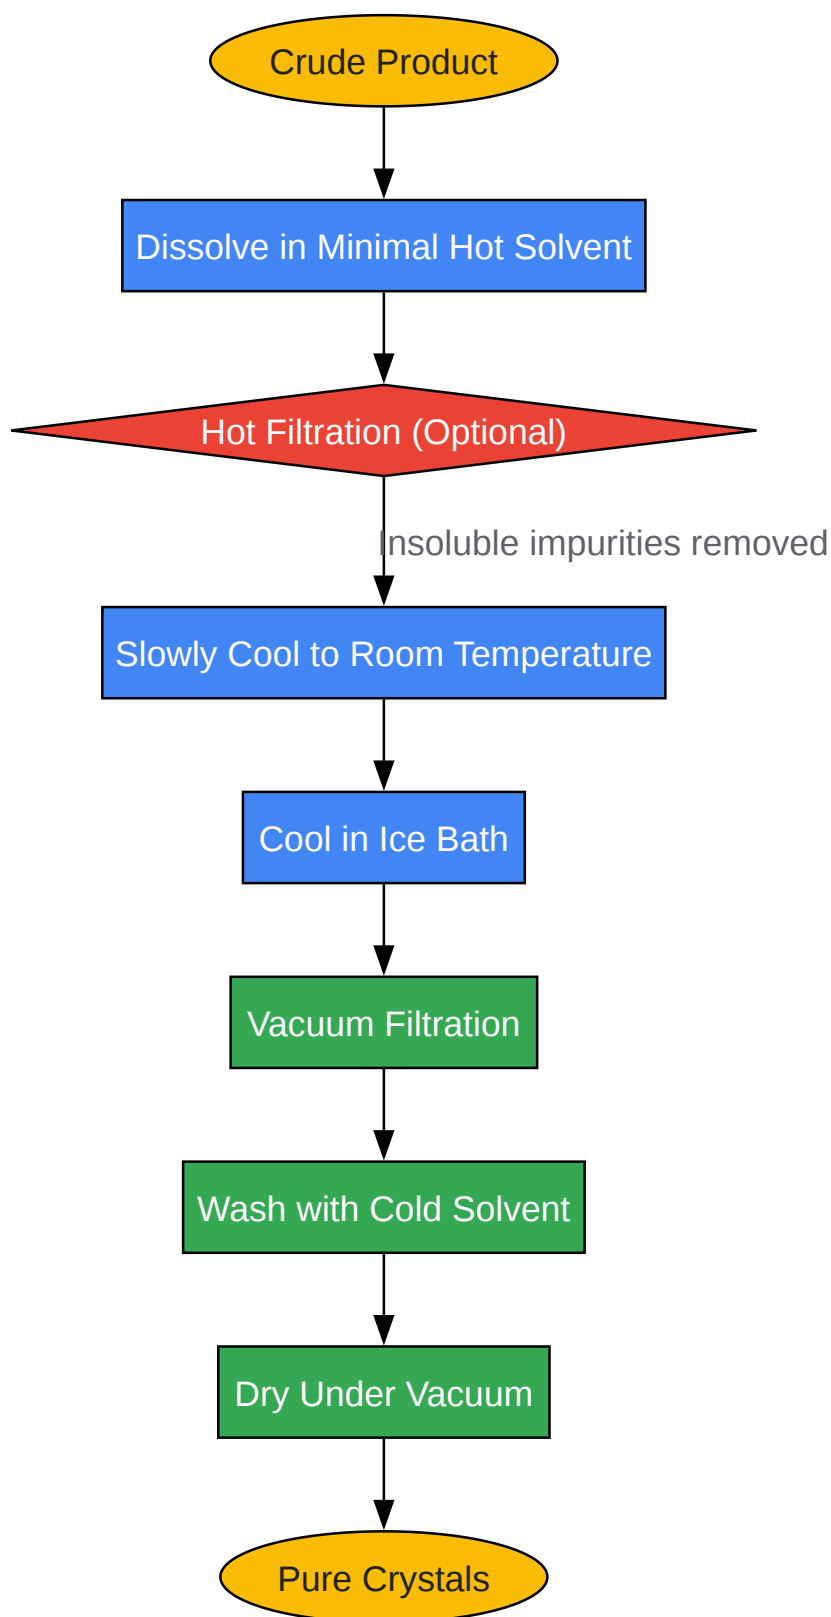 Crude Product
Dissolve in Minimal Hot Solvent
Hot Filtration (Optional)
Insoluble impurities removed
Slowly Cool to Room Temperature
Cool in Ice Bath
Vacuum Filtration
Wash with Cold Solvent
Dry Under Vacuum
Pure Crystals